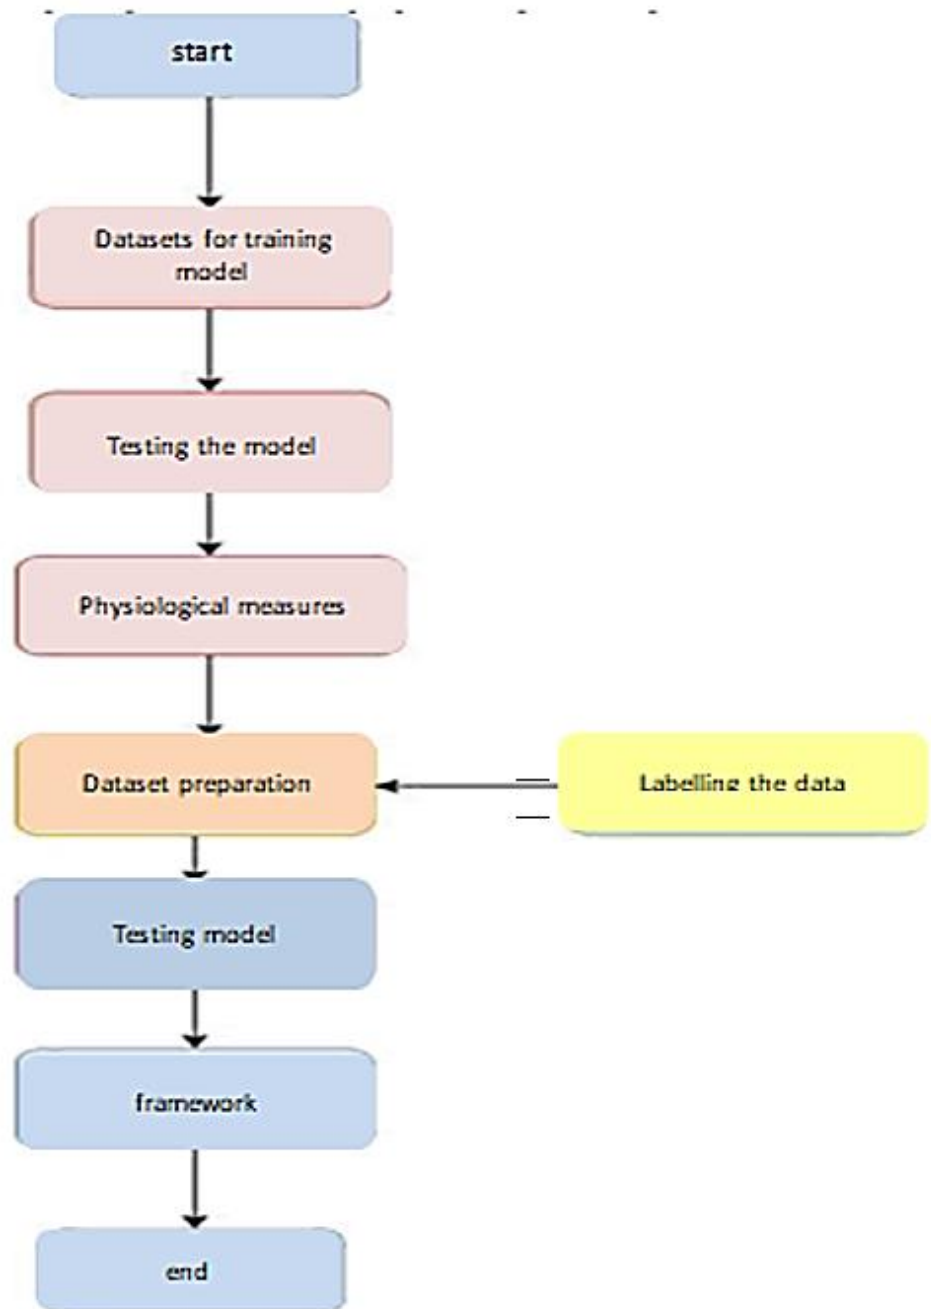 start
Datasets for training
model
Testing the model
Physiological measures
Dataset preparation
Labelling the data
Testing model
framework
end